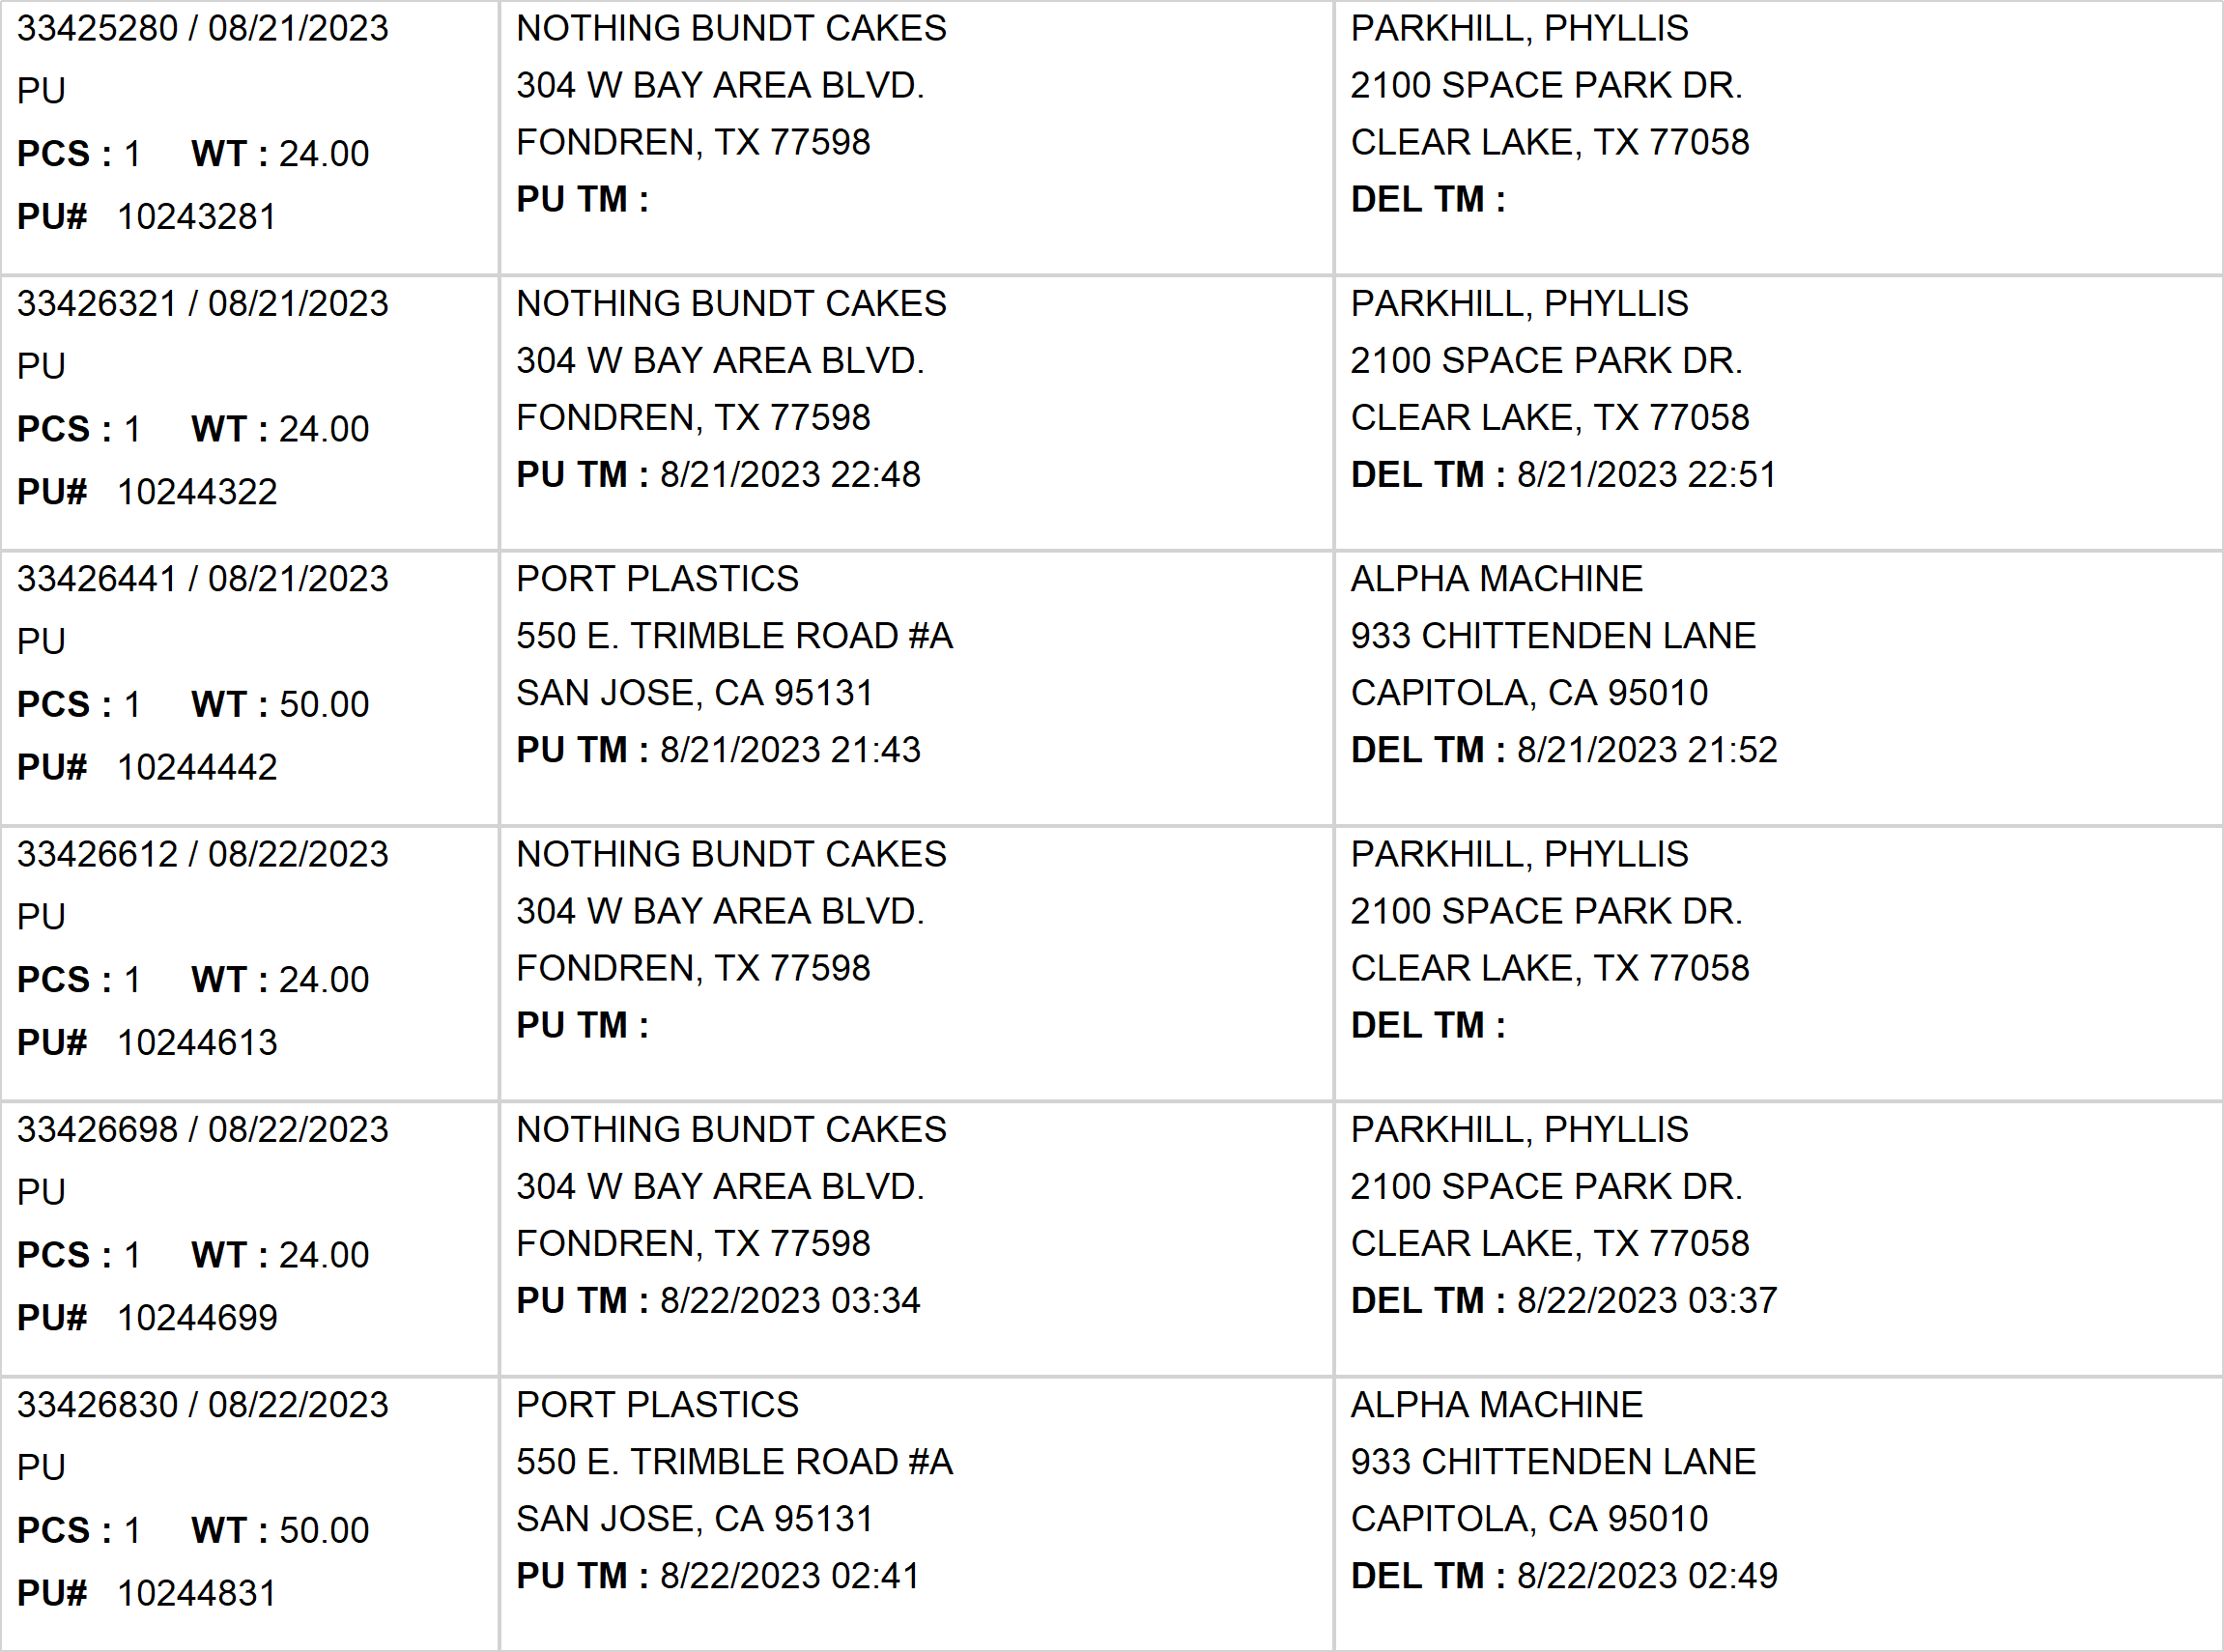 33425280 / 08/21/2023
PU
PCS : 1 WT : 24.00
PU# 10243281
NOTHING BUNDT CAKES
304 W BAY AREA BLVD.
FONDREN, TX 77598
PU TM :
PARKHILL, PHYLLIS
2100 SPACE PARK DR.
CLEAR LAKE, TX 77058
DEL TM :
33426321 / 08/21/2023
PU
PCS : 1 WT : 24.00
PU# 10244322
NOTHING BUNDT CAKES
304 W BAY AREA BLVD.
FONDREN, TX 77598
PU TM : 8/21/2023 22:48
PARKHILL, PHYLLIS
2100 SPACE PARK DR.
CLEAR LAKE, TX 77058
DEL TM : 8/21/2023 22:51
33426441 / 08/21/2023
PU
PCS : 1 WT : 50.00
PU# 10244442
PORT PLASTICS
550 E. TRIMBLE ROAD #A
SAN JOSE, CA 95131
PU TM : 8/21/2023 21:43
ALPHA MACHINE
933 CHITTENDEN LANE
CAPITOLA, CA 95010
DEL TM : 8/21/2023 21:52
33426612 / 08/22/2023
PU
PCS : 1 WT : 24.00
PU# 10244613
NOTHING BUNDT CAKES
304 W BAY AREA BLVD.
FONDREN, TX 77598
PU TM :
PARKHILL, PHYLLIS
2100 SPACE PARK DR.
CLEAR LAKE, TX 77058
DEL TM :
33426698 / 08/22/2023
PU
PCS : 1 WT : 24.00
PU# 10244699
NOTHING BUNDT CAKES
304 W BAY AREA BLVD.
FONDREN, TX 77598
PU TM : 8/22/2023 03:34
PARKHILL, PHYLLIS
2100 SPACE PARK DR.
CLEAR LAKE, TX 77058
DEL TM : 8/22/2023 03:37
33426830 / 08/22/2023
PU
PCS : 1 WT : 50.00
PU# 10244831
PORT PLASTICS
550 E. TRIMBLE ROAD #A
SAN JOSE, CA 95131
PU TM : 8/22/2023 02:41
ALPHA MACHINE
933 CHITTENDEN LANE
CAPITOLA, CA 95010
DEL TM : 8/22/2023 02:49